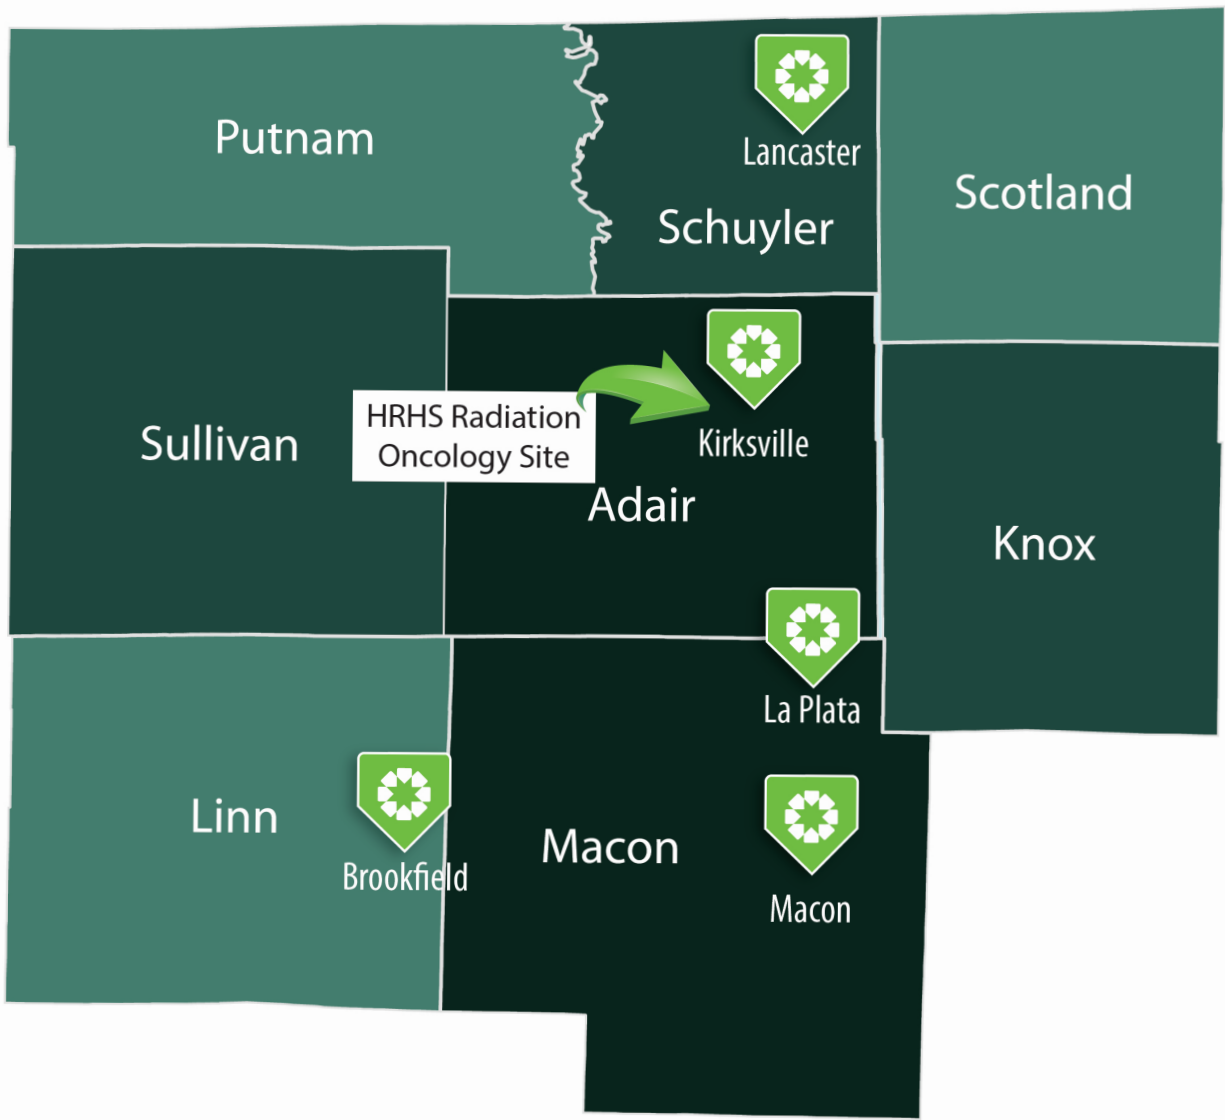 Putnam
Lancaster
Schuyler
Scotland
Sullivan
HRHS Radiation
Oncology Site
Kirksville
Adair
Knox
La Plata
Linn
Brookfield
Macon
Macon